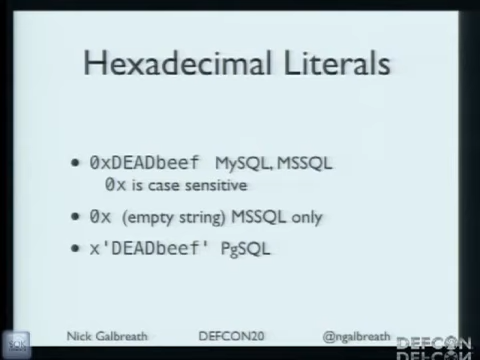 Hexadecimal Literals
• 0xDEADbeef MySQL, MSSQL
0x is case sensitive
• 0x (empty string) MSSQL only
• x'DEADbeef' PgSQL
Nick Galbreath DEFCON20 @ngalbreath
DEFCON